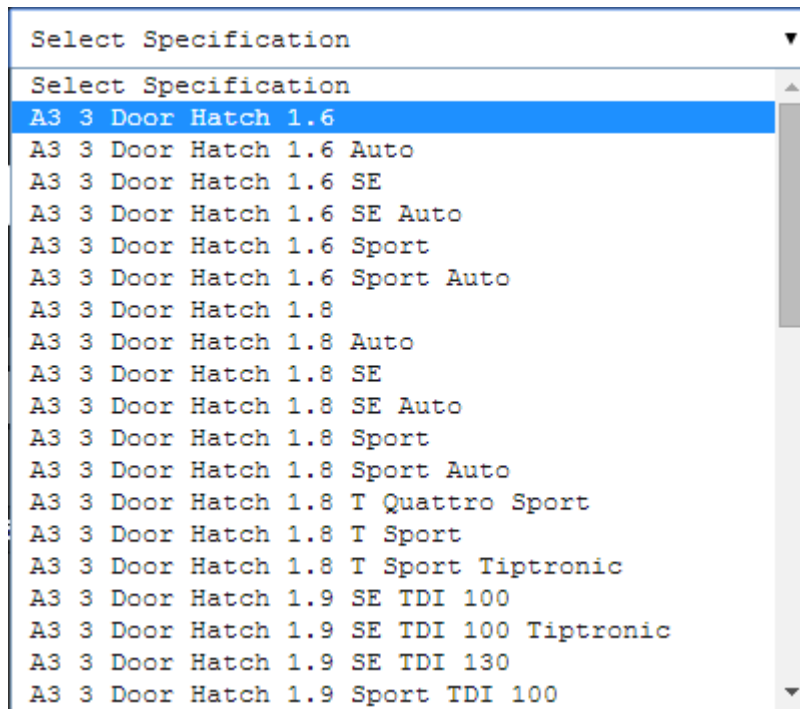 Select Specification
Select Specification
A3 3 Door Hatch 1.6
A3 3 Door Hatch 1.6 Auto
A3 3 Door Hatch 1.6 SE
A3 3 Door Hatch 1.6 SE Auto
A3 3 Door Hatch 1.6 Sport
A3 3 Door Hatch 1.6 Sport Auto
A3 3 Door Hatch 1.8
A3 3 Door Hatch 1.8 Auto
A3 3 Door Hatch 1.8 SE
A3 3 Door Hatch 1.8 SE Auto
A3 3 Door Hatch 1.8 Sport
A3 3 Door Hatch 1.8 Sport Auto
A3 3 Door Hatch 1.8 T Quattro Sport
A3 3 Door Hatch 1.8 T Sport
A3 3 Door Hatch 1.8 T Sport Tiptronic
A3 3 Door Hatch 1.9 SE TDI 100
A3 3 Door Hatch 1.9 SE TDI 100 Tiptronic
A3 3 Door Hatch 1.9 SE TDI 130
A3 3 Door Hatch 1.9 Sport TDI 100